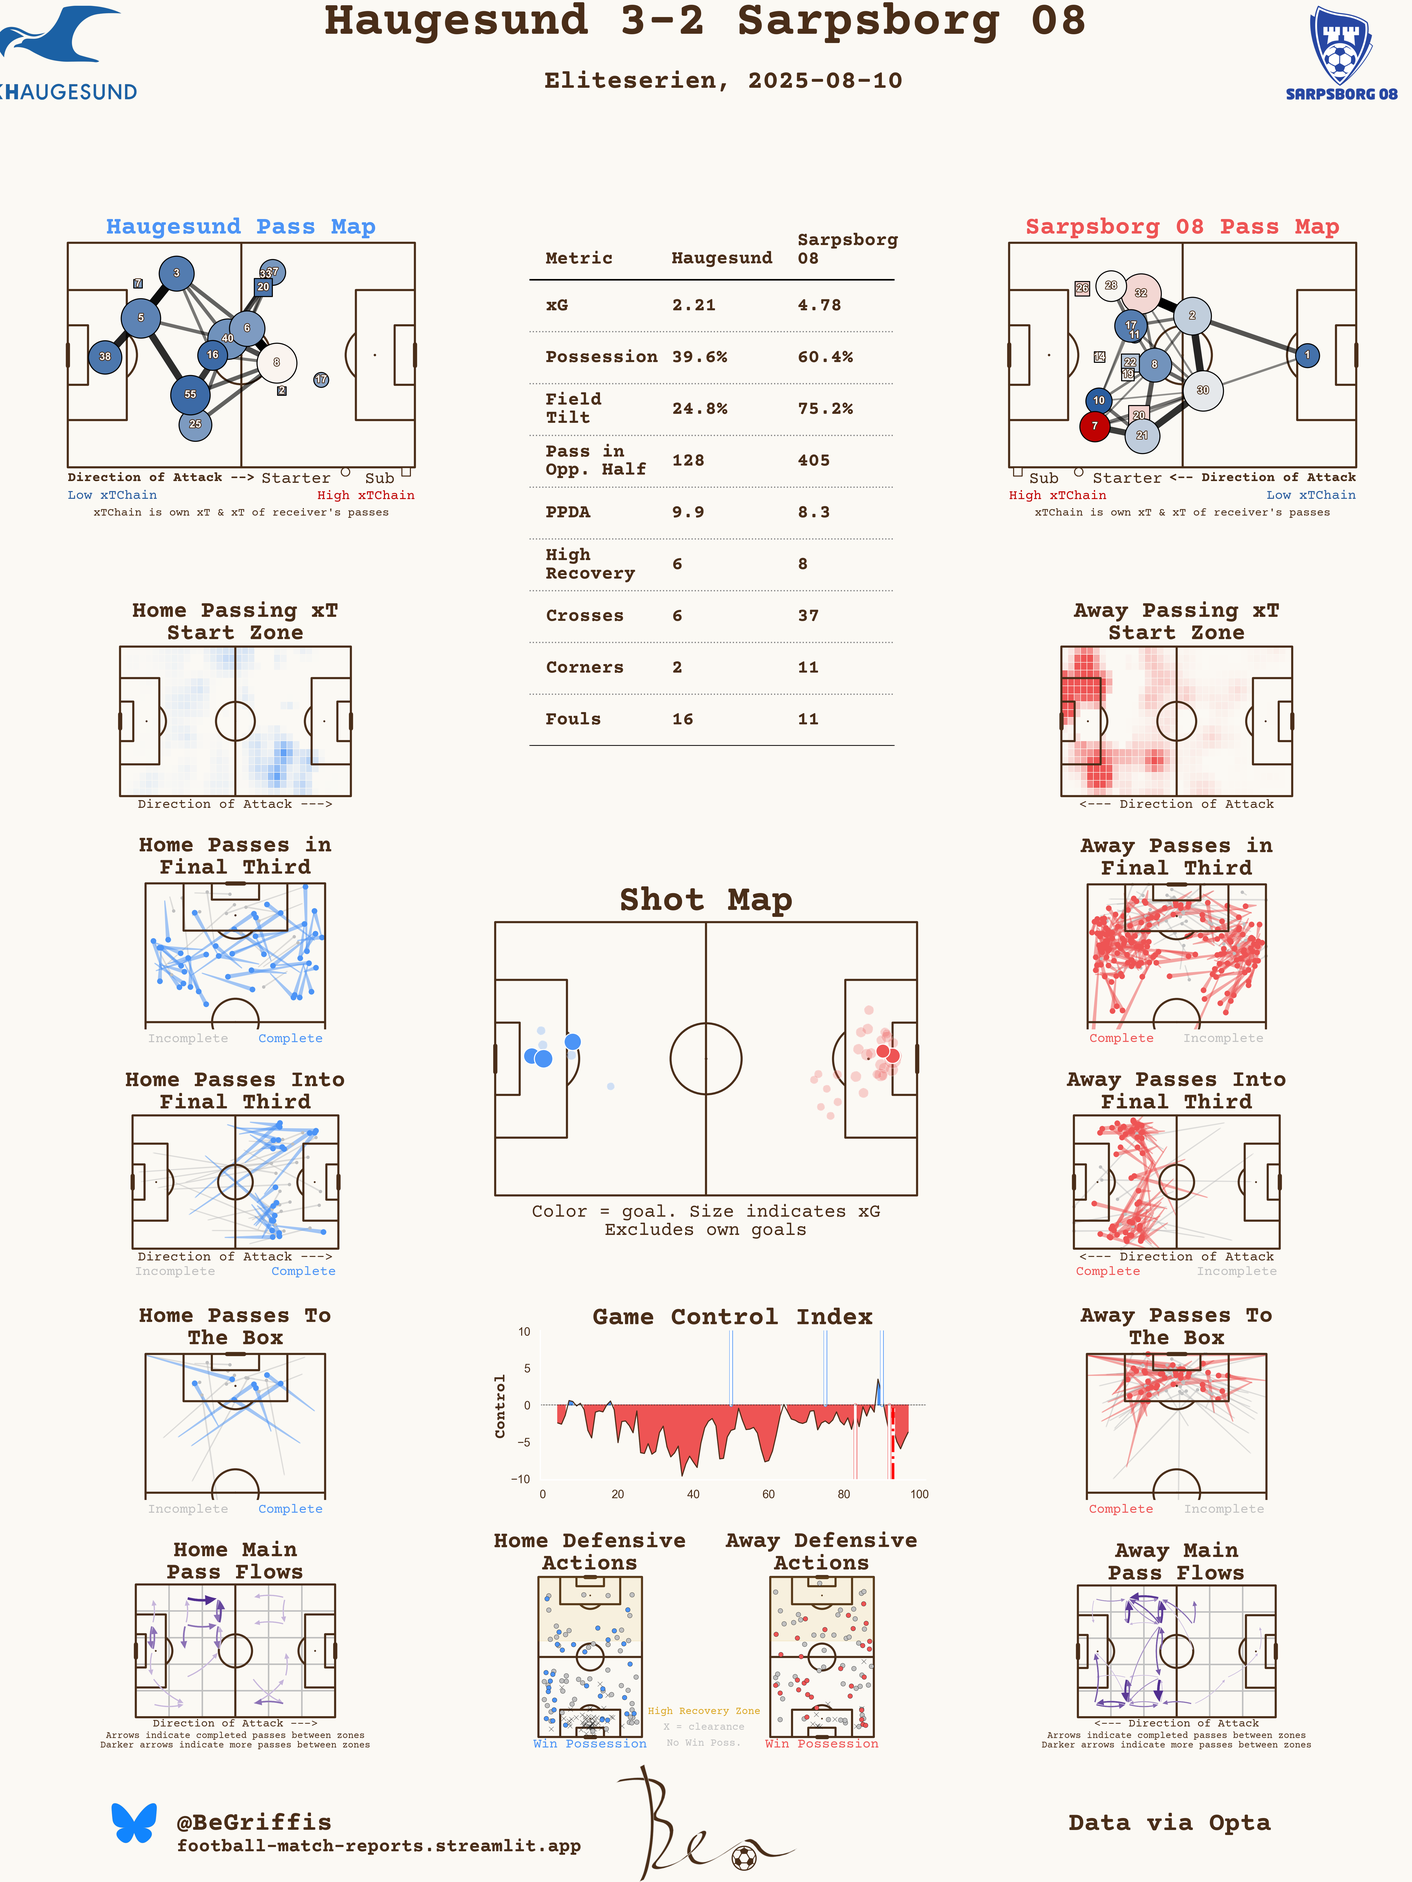 Haugesund 3-2 Sarpsborg 08
Eliteserien, 2025-08-10
KHAUGESUND
SARPSBORG 08
Haugesund Pass Map
3
7
33
37
20
5
6
40
38
16
8
17
2
55
25
Direction of Attack --> Starter Sub
Low xTChain High xTChain
xTChain is own xT & xT of receiver's passes
Metric Haugesund Sarpsborg 08
xG 2.21 4.78
Possession 39.6% 60.4%
Field Tilt 24.8% 75.2%
Pass in Opp. Half 128 405
PPDA 9.9 8.3
High Recovery 6 8
Crosses 6 37
Corners 2 11
Fouls 16 11
Sarpsborg 08 Pass Map
26
28
32
2
17
11
14
22
19
8
1
10
30
20
7
21
Sub Starter <-- Direction of Attack
High xTChain Low xTChain
xTChain is own xT & xT of receiver's passes
Home Passing xT
Start Zone
Direction of Attack --->
Away Passing xT
Start Zone
<--- Direction of Attack
Home Passes in
Final Third
Incomplete Complete
Away Passes in
Final Third
Complete Incomplete
Shot Map
Color = goal. Size indicates xG
Excludes own goals
Home Passes Into
Final Third
Direction of Attack --->
Incomplete Complete
Away Passes Into
Final Third
<--- Direction of Attack
Complete Incomplete
Home Passes To
The Box
Incomplete Complete
Game Control Index
Control
10
5
0
−5
−10
0 20 40 60 80 100
Away Passes To
The Box
Complete Incomplete
Home Main
Pass Flows
Direction of Attack --->
Arrows indicate completed passes between zones
Darker arrows indicate more passes between zones
Home Defensive
Actions
Win Possession
Away Defensive
Actions
Win Possession
High Recovery Zone
X = clearance
No Win Poss.
Away Main
Pass Flows
<--- Direction of Attack
Arrows indicate completed passes between zones
Darker arrows indicate more passes between zones
@BeGriffis
football-match-reports.streamlit.app
Ben
Data via Opta